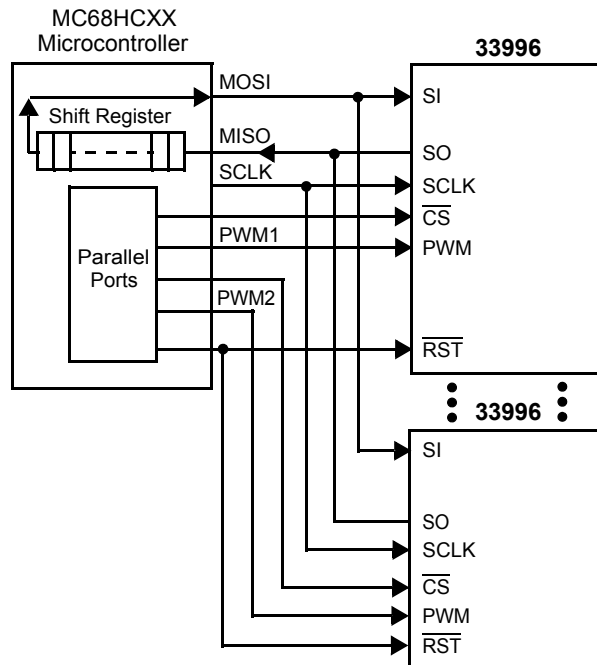 MC68HCXX
Microcontroller
33996
MOSI
SI
Shift Register
MISO
SO
SCLK
SCLK
CS
PWM1
PWM
Parallel
Ports
PWM2
RST
33996
SI
SO
SCLK
CS
PWM
RST